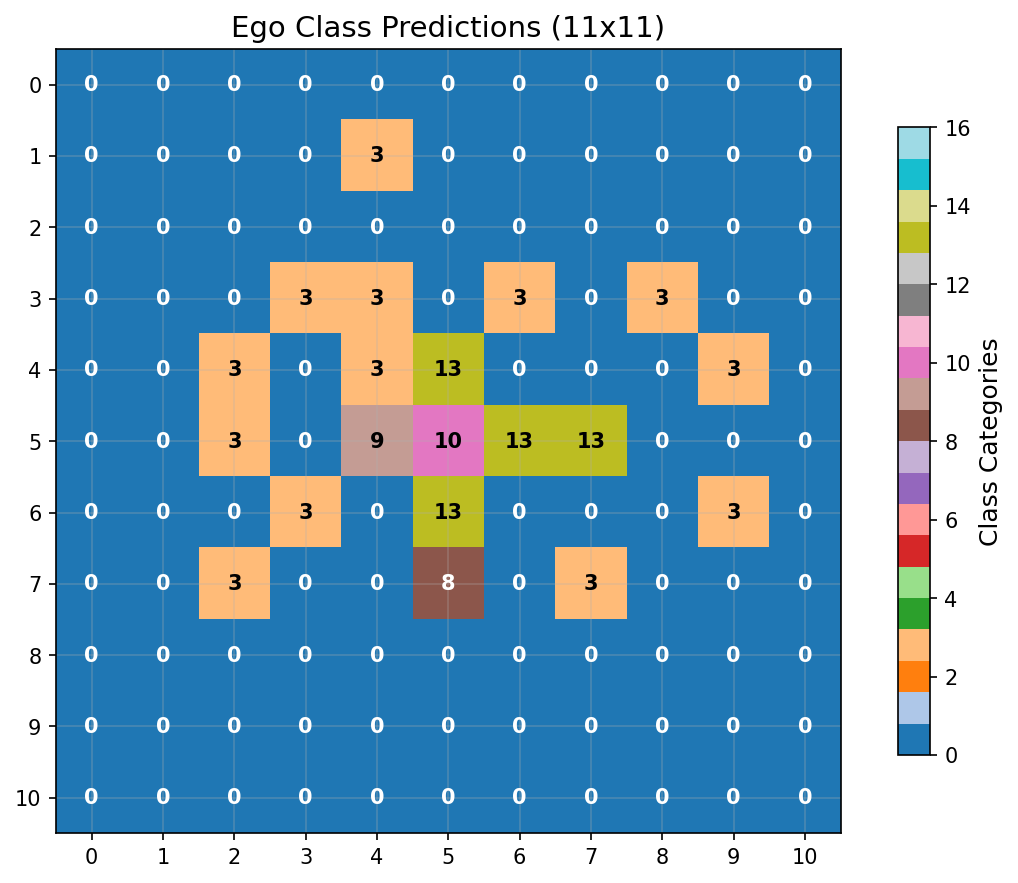 Ego Class Predictions (11x11)
0 0 0 0 0 0 0 0 0 0 0 0
1 0 0 0 0 3 0 0 0 0 0 0
2 0 0 0 0 0 0 0 0 0 0 0
3 0 0 0 3 3 0 3 0 3 0 0
4 0 0 3 0 3 13 0 0 0 3 0
5 0 0 3 0 9 10 13 13 0 0 0
6 0 0 0 3 0 13 0 0 0 3 0
7 0 0 3 0 0 8 0 3 0 0 0
8 0 0 0 0 0 0 0 0 0 0 0
9 0 0 0 0 0 0 0 0 0 0 0
10 0 0 0 0 0 0 0 0 0 0 0
0 1 2 3 4 5 6 7 8 9 10
16
14
12
10
8
6
4
2
0
Class Categories